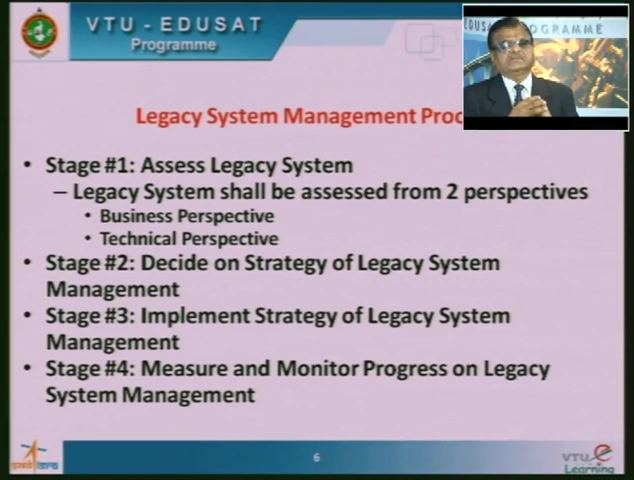 VTU - EDUSAT
Programme
EDUSAT PROGRAMME
Legacy System Management
• Stage #1: Assess Legacy System
– Legacy System shall be assessed from 2 perspectives
• Business Perspective
• Technical Perspective
• Stage #2: Decide on Strategy of Legacy System
Management
• Stage #3: Implement Strategy of Legacy System
Management
• Stage #4: Measure and Monitor Progress on Legacy
System Management
6
इसरो isro
VTU e
Learning